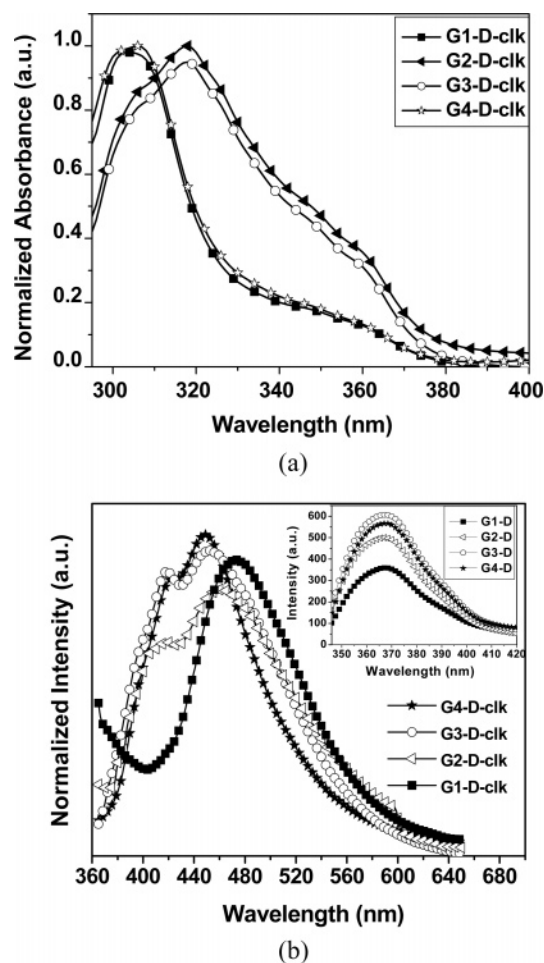 (a)
Normalized Absorbance (a.u.)
1.0
0.8
0.6
0.4
0.2
0.0
G1-D-clk
G2-D-clk
G3-D-clk
G4-D-clk
300 320 340 360 380 400
Wavelength (nm)
(a)
Normalized Intensity (a.u.)
Intensity (a.u.)
600
500
400
300
200
100
G1-D
G2-D
G3-D
G4-D
350 360 370 380 390 400 410 420
Wavelength (nm)
G4-D-clk
G3-D-clk
G2-D-clk
G1-D-clk
360 400 440 480 520 560 600 640 680
Wavelength (nm)
(b)